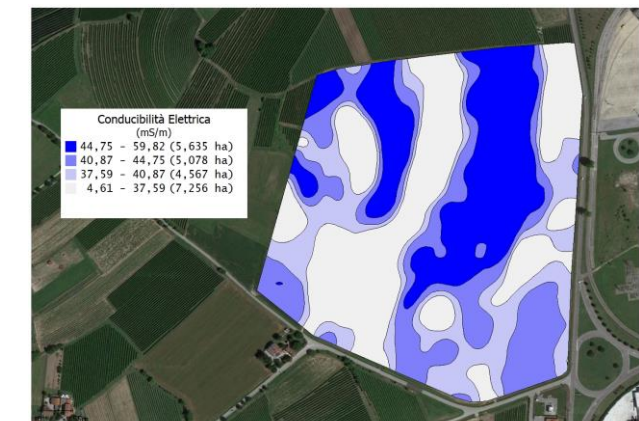 Conducibilità Elettrica
(mS/m)
44,75 - 59,82 (5,635 ha)
40,87 - 44,75 (5,078 ha)
37,59 - 40,87 (4,567 ha)
4,61 - 37,59 (7,256 ha)